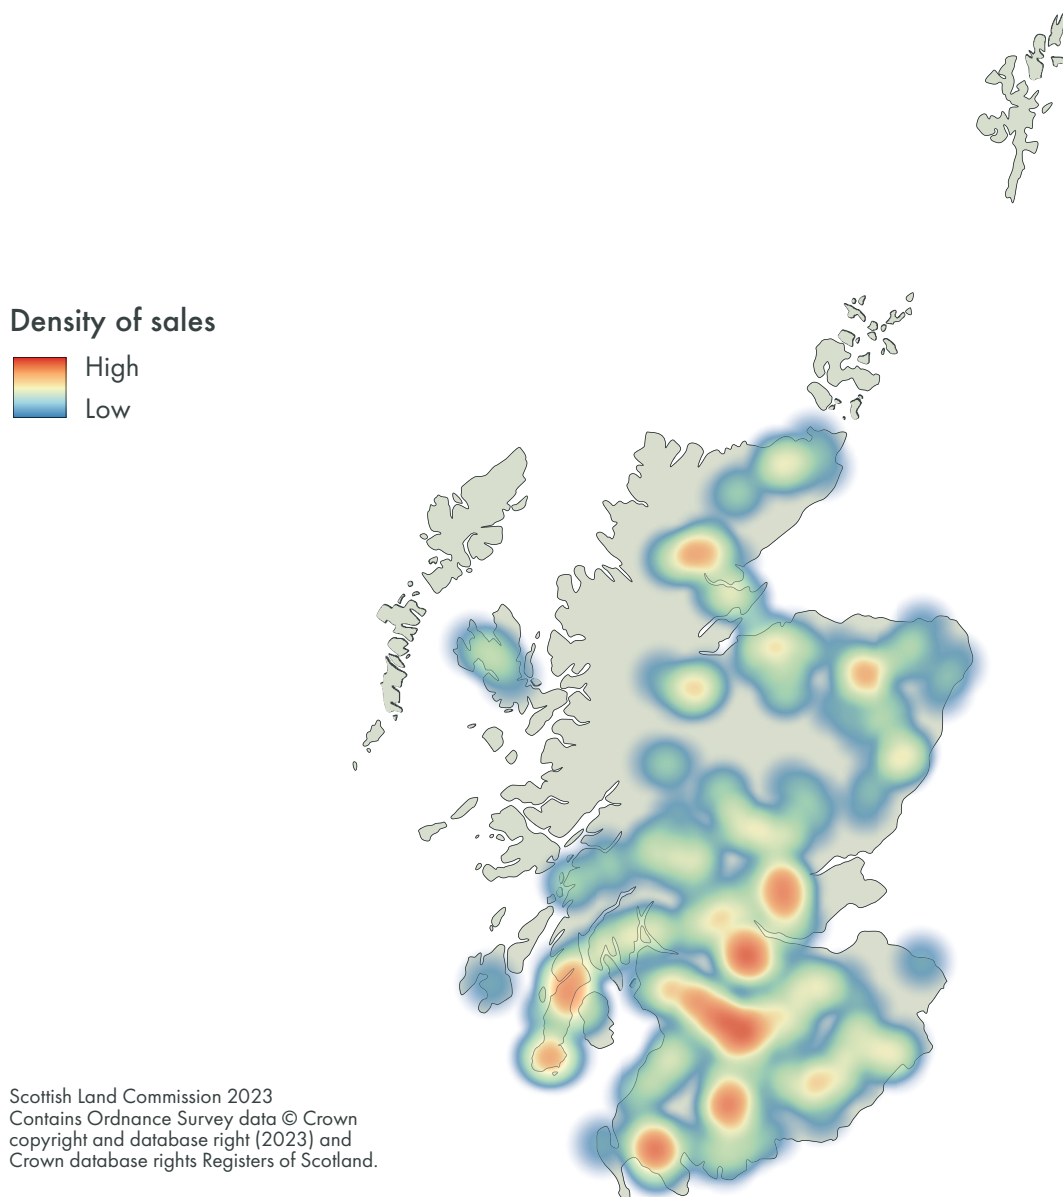 Density of sales
High
Low
Scottish Land Commission 2023
Contains Ordnance Survey data © Crown
copyright and database right (2023) and
Crown database rights Registers of Scotland.